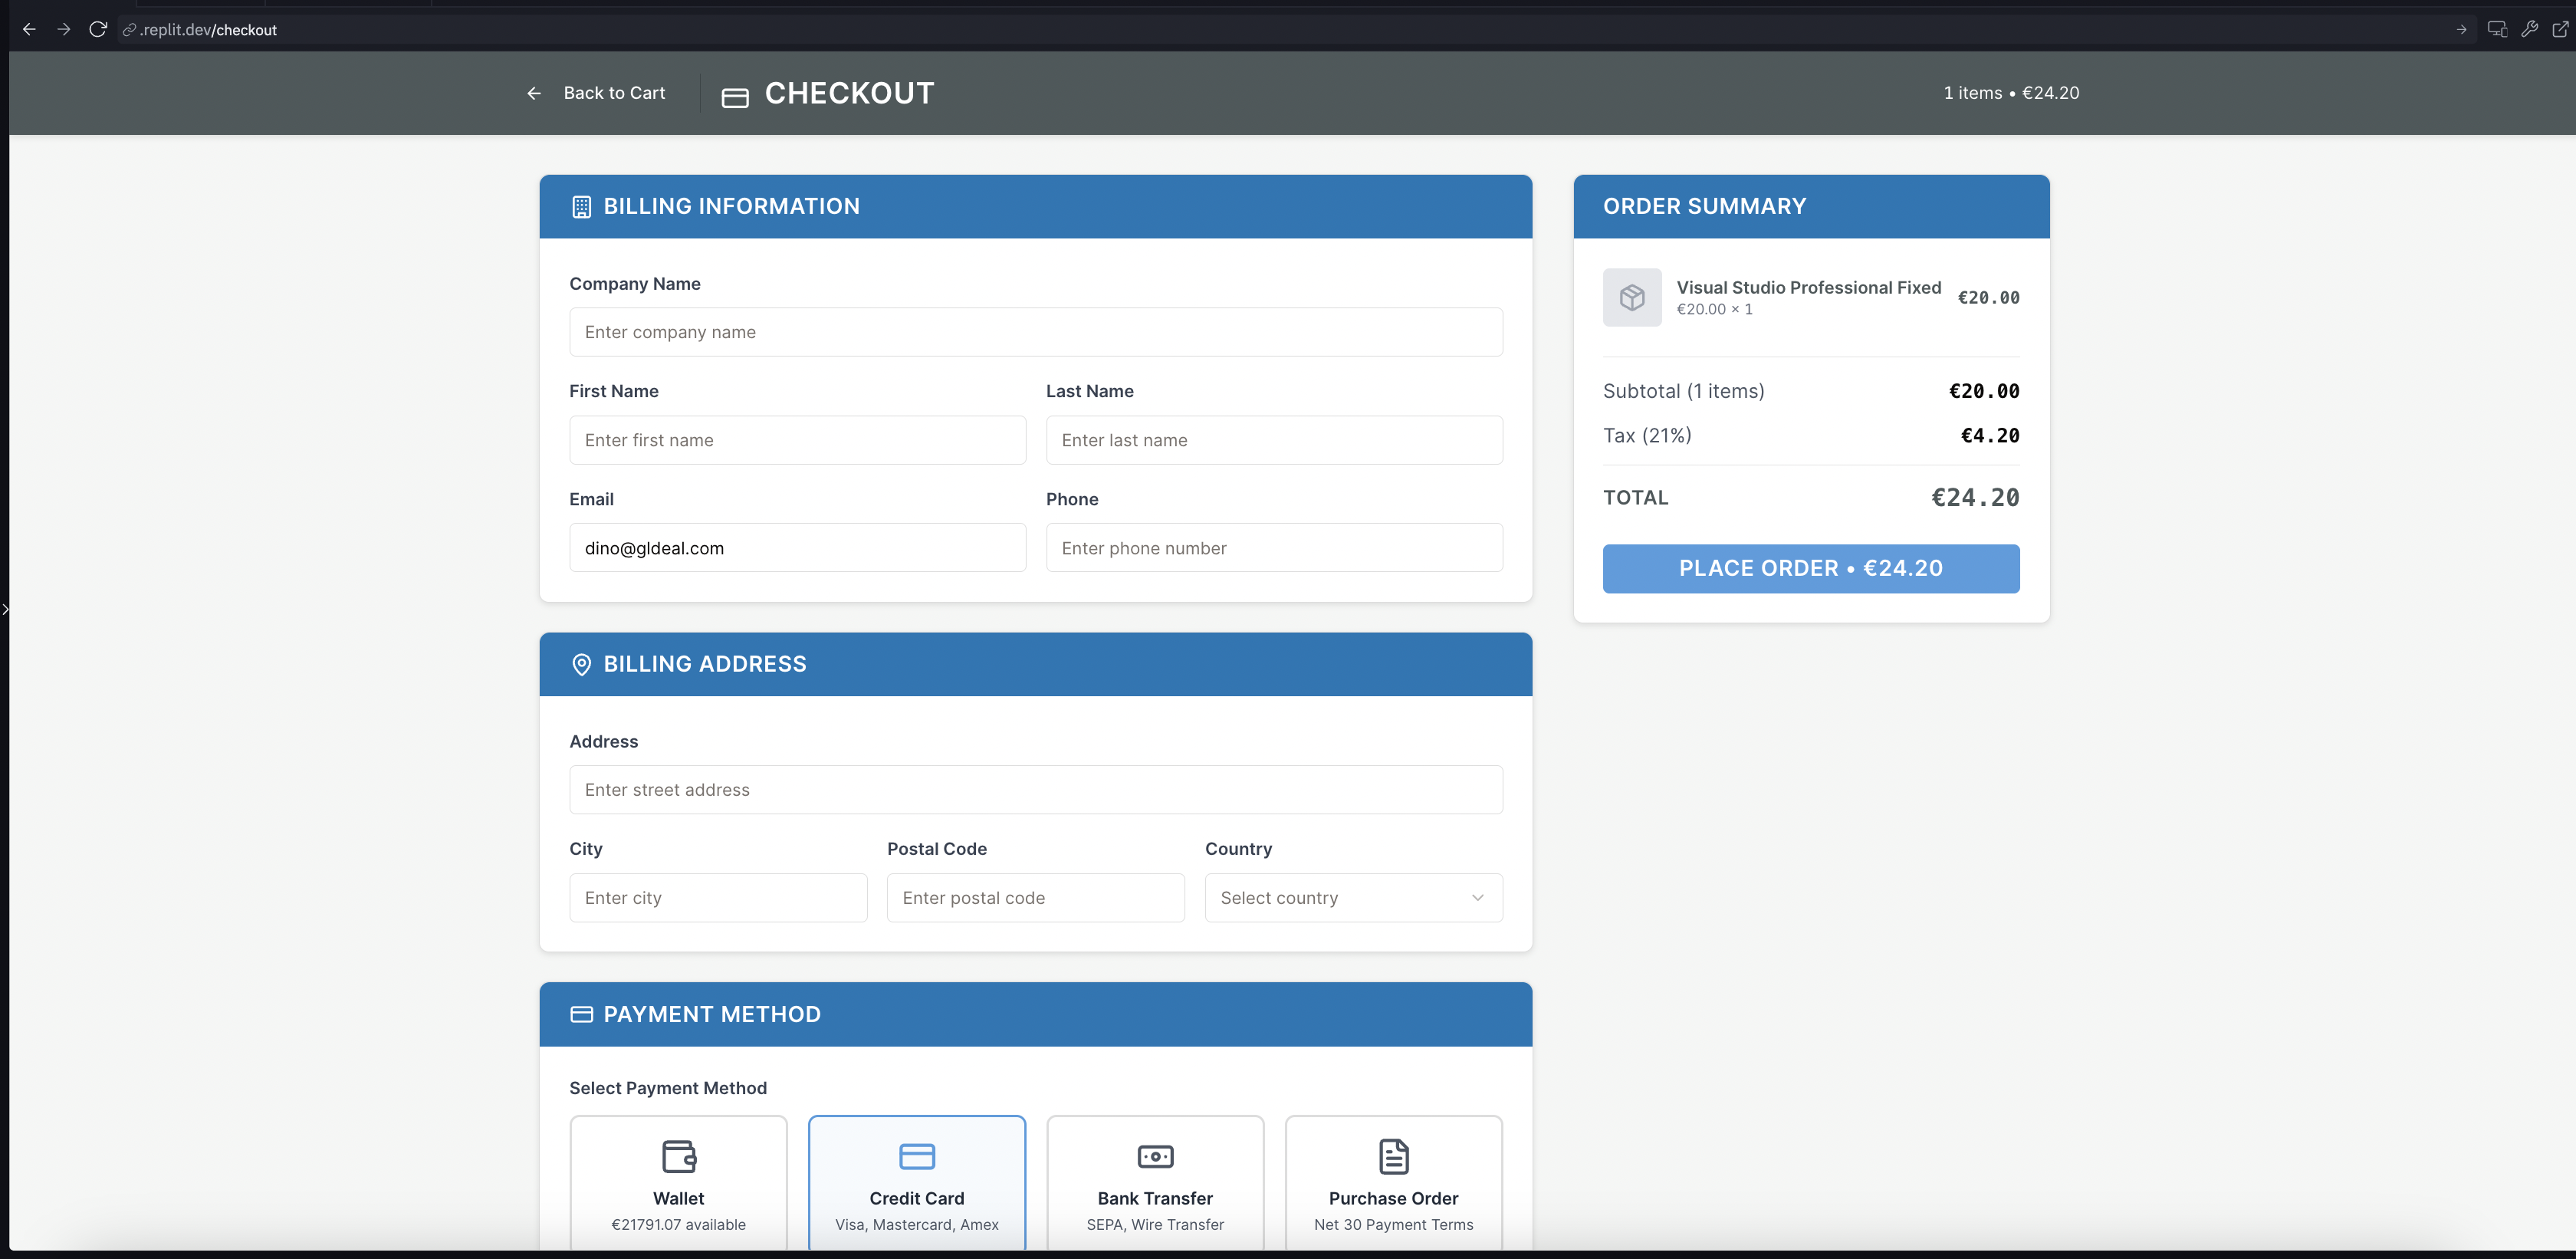 .replit.dev/checkout
Back to Cart
CHECKOUT
1 items • €24.20
BILLING INFORMATION
Company Name
Enter company name
First Name
Last Name
Enter first name
Enter last name
Email
Phone
dino@gldeal.com
Enter phone number
BILLING ADDRESS
Address
Enter street address
City
Postal Code
Country
Enter city
Enter postal code
Select country
PAYMENT METHOD
Select Payment Method
Wallet
€21791.07 available
Credit Card
Visa, Mastercard, Amex
Bank Transfer
SEPA, Wire Transfer
Purchase Order
Net 30 Payment Terms
ORDER SUMMARY
Visual Studio Professional Fixed
€20.00 × 1
€20.00
Subtotal (1 items)
€20.00
Tax (21%)
€4.20
TOTAL
€24.20
PLACE ORDER • €24.20